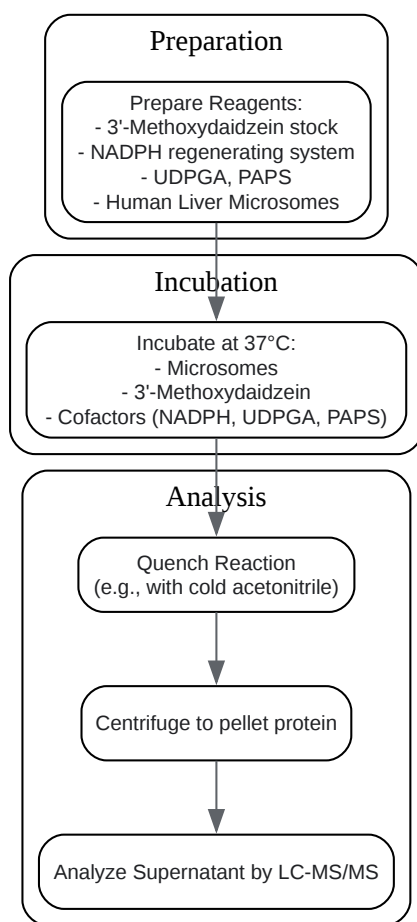 Preparation
Prepare Reagents:
- 3'-Methoxydaidzein stock
- NADPH regenerating system
- UDPGA, PAPS
- Human Liver Microsomes
Incubation
Incubate at 37°C:
- Microsomes
- 3'-Methoxydaidzein
- Cofactors (NADPH, UDPGA, PAPS)
Analysis
Quench Reaction
(e.g., with cold acetonitrile)
Centrifuge to pellet protein
Analyze Supernatant by LC-MS/MS